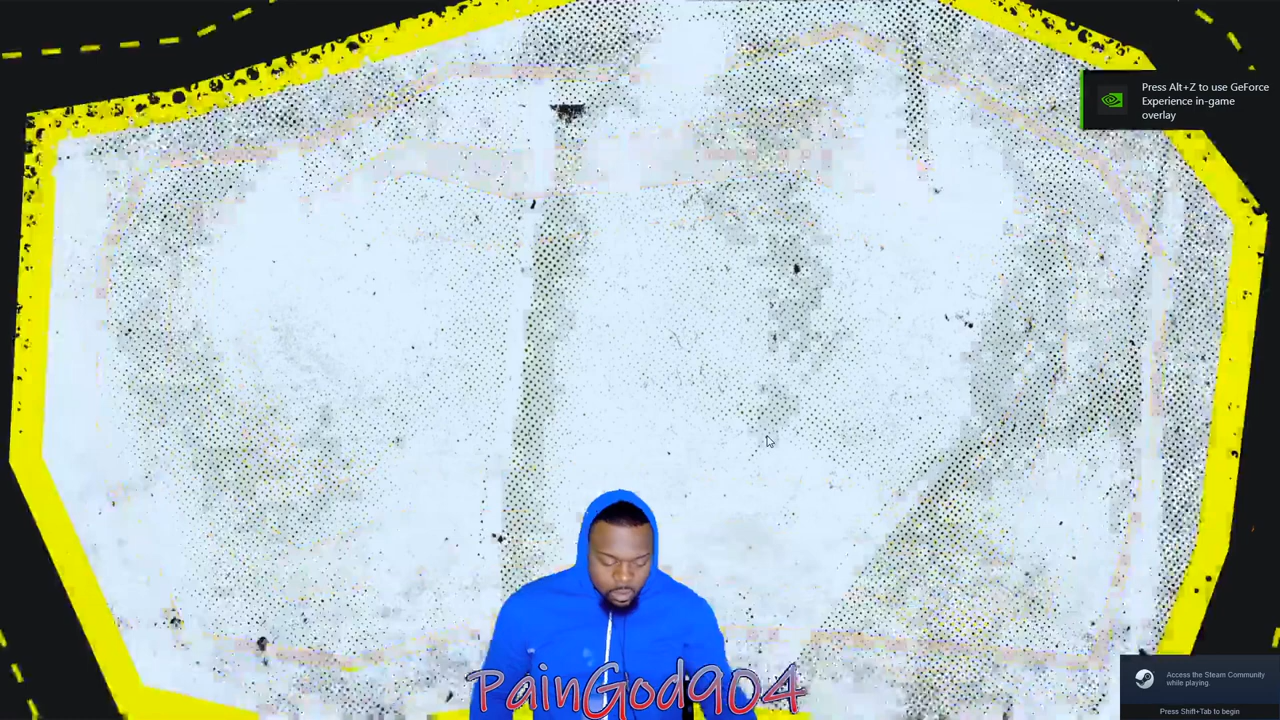 Press Alt+Z to use GeForce
Experience in-game
overlay
PainGod904
Access the Steam Community
while playing.
Press Shift+Tab to begin